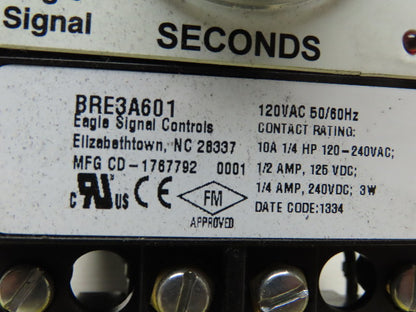 Signal
SECONDS
BRE3A601
Eagle Signal Controls
Elizabethtown, NC 28337
MFG CD-1767792 0001
120VAC 50/60Hz
CONTACT RATING:
10A 1/4 HP 120-240VAC;
1/2 AMP, 125 VDC;
1/4 AMP, 240VDC; 3W
DATE CODE:1334
c RU US CE
FM
APPROVED